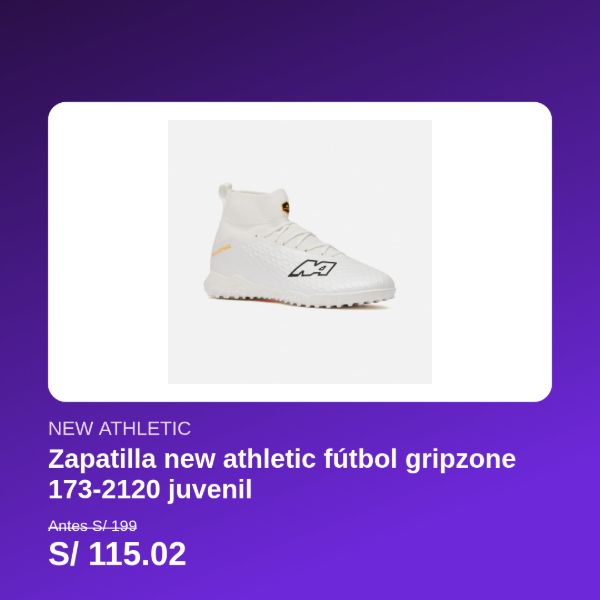 NEW ATHLETIC
Zapatilla new athletic fútbol gripzone
173-2120 juvenil
Antes S/ 199
S/ 115.02